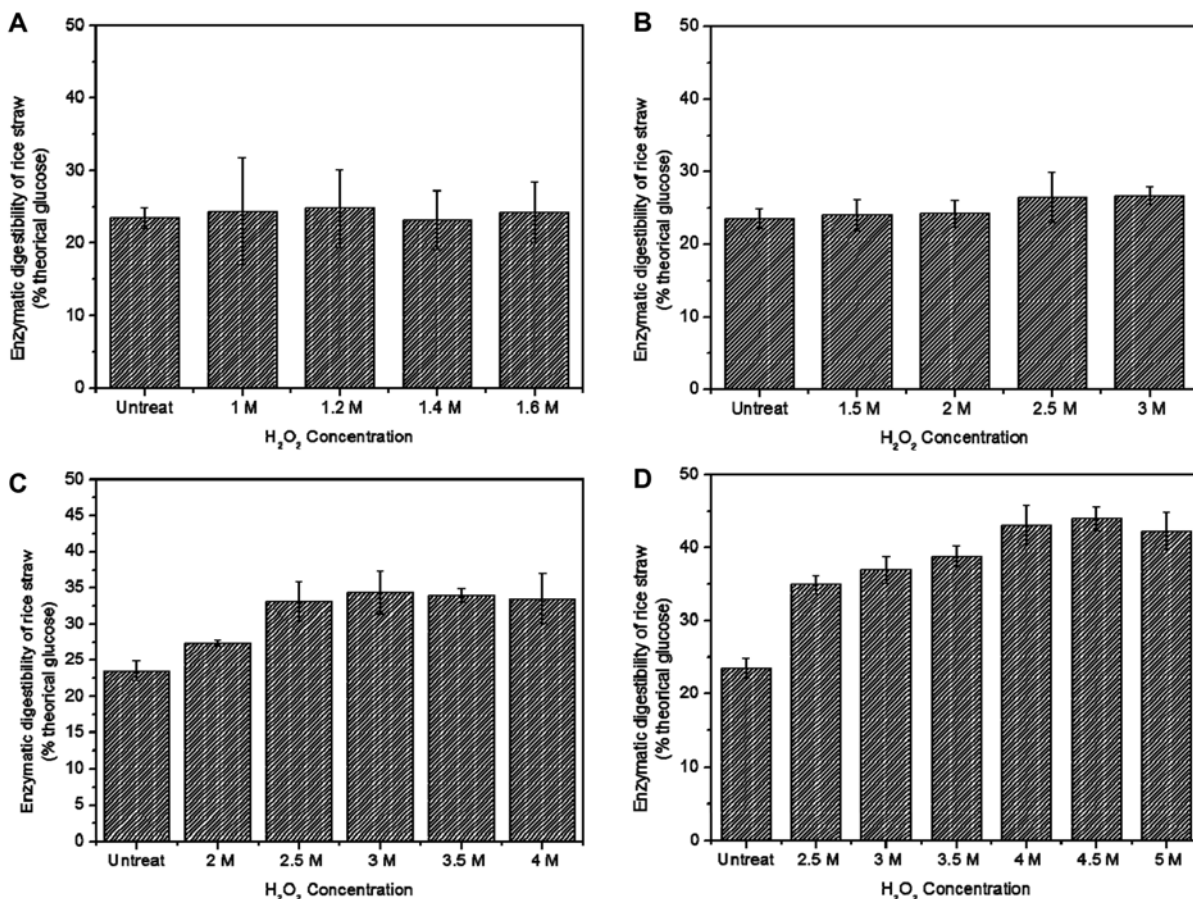 A
Enzymatic digestibility of rice straw
(% theorical glucose)
50
40
30
20
10
0
Untreat 1 M 1.2 M 1.4 M 1.6 M
H₂O₂ Concentration
B
Enzymatic digestibility of rice straw
(% theorical glucose)
50
40
30
20
10
0
Untreat 1.5 M 2 M 2.5 M 3 M
H₂O₂ Concentration
C
Enzymatic digestibility of rice straw
(% theorical glucose)
50
45
40
35
30
25
20
15
10
5
0
Untreat 2 M 2.5 M 3 M 3.5 M 4 M
H₂O₂ Concentration
D
Enzymatic digestibility of rice straw
(% theorical glucose)
50
40
30
20
10
0
Untreat 2.5 M 3 M 3.5 M 4 M 4.5 M 5 M
H₂O₂ Concentration